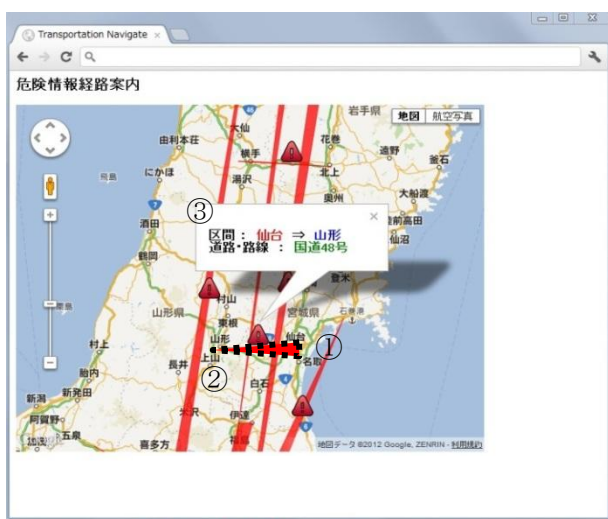 Transportation Navigate
危険情報経路案内
地図 航空写真
岩手県
大仙
由利本荘
花巻
遠野
横手
釜石
にかほ
北上
飛島
湯沢
奥州
大船渡
③
酒田
陸前高田
区間： 仙台 ⇒ 山形
道路・路線 ： 国道48号
気仙沼
鶴岡
登米
村山
山形県
宮城県
石巻
東根
山形
仙台
①
村上
上山
名取
長井
②
胎内
白石
新発田
新潟
米沢
伊達
阿賀野
五泉
福島
喜多方
地図データ ©2012 Google, ZENRIN - 利用規約